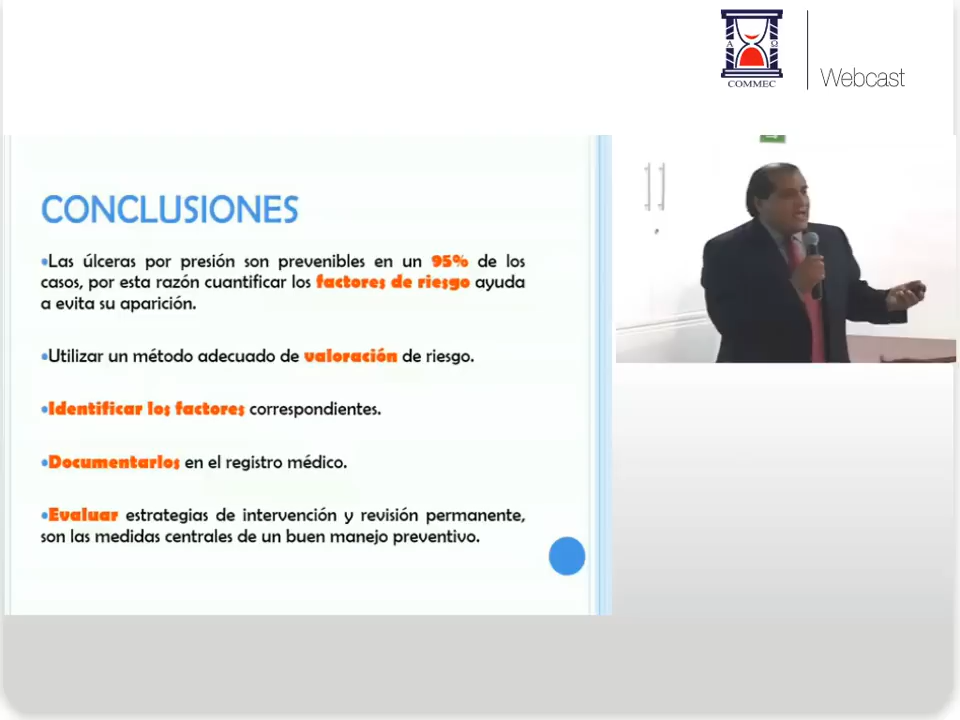 A Ω
COMMEC
Webcast
CONCLUSIONES
•Las úlceras por presión son prevenibles en un 95% de los
casos, por esta razón cuantificar los factores de riesgo ayuda
a evita su aparición.
•Utilizar un método adecuado de valoración de riesgo.
•Identificar los factores correspondientes.
•Documentarlos en el registro médico.
•Evaluar estrategias de intervención y revisión permanente,
son las medidas centrales de un buen manejo preventivo.